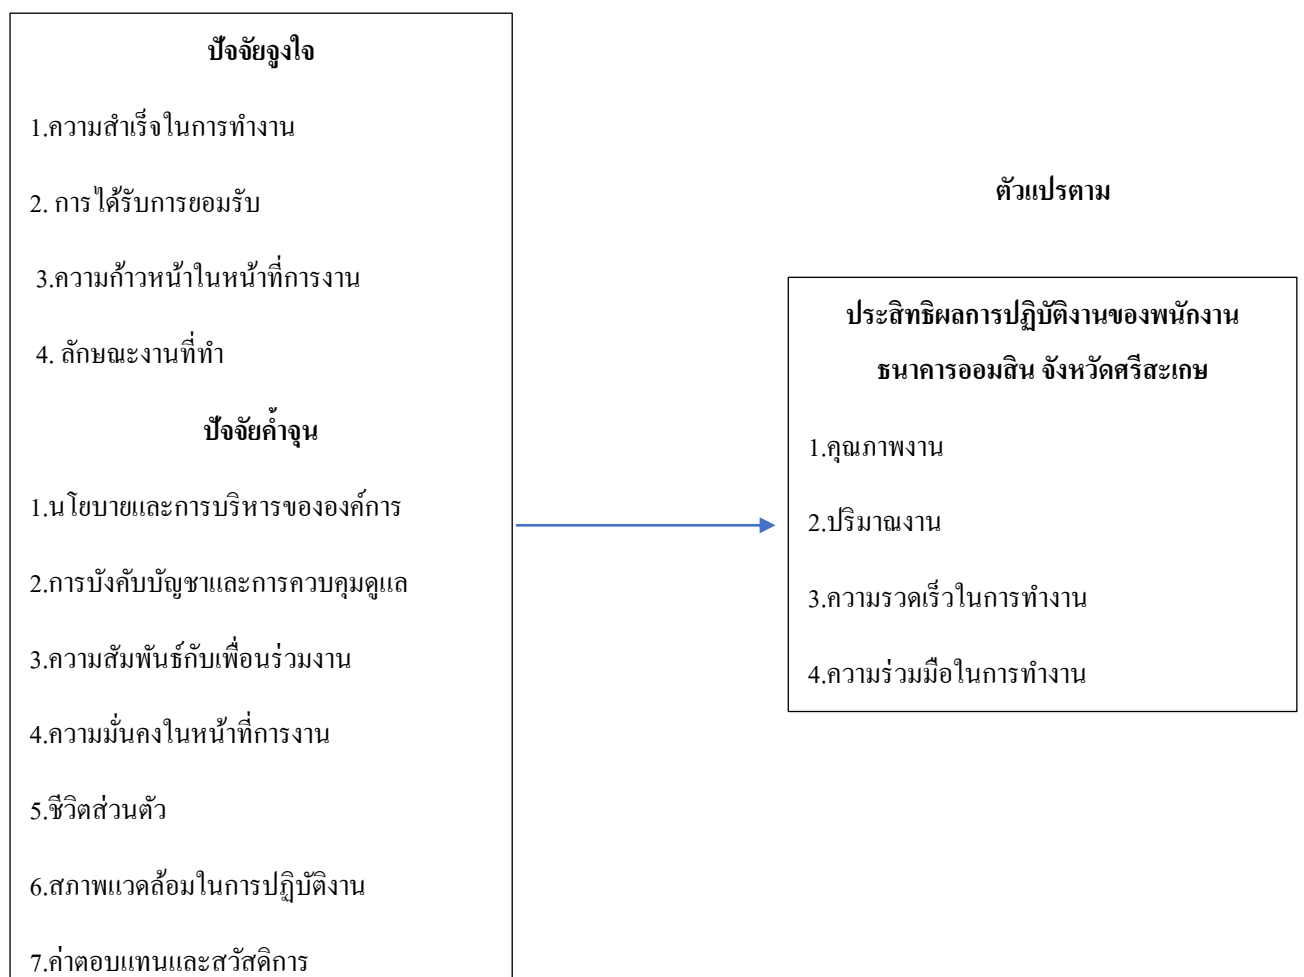 ปัจจัยจูงใจ
1.ความสำเร็จในการทำงาน
2. การได้รับการยอมรับ
3.ความก้าวหน้าในหน้าที่การงาน
4. ลักษณะงานที่ทำ
ปัจจัยค้ำจุน
1.นโยบายและการบริหารขององค์การ
2.การบังคับบัญชาและการควบคุมดูแล
3.ความสัมพันธ์กับเพื่อนร่วมงาน
4.ความมั่นคงในหน้าที่การงาน
5.ชีวิตส่วนตัว
6.สภาพแวดล้อมในการปฏิบัติงาน
7.ค่าตอบแทนและสวัสดิการ
ตัวแปรตาม
ประสิทธิผลการปฏิบัติงานของพนักงาน
ธนาคารออมสิน จังหวัดศรีสะเกษ
1.คุณภาพงาน
2.ปริมาณงาน
3.ความรวดเร็วในการทำงาน
4.ความร่วมมือในการทำงาน